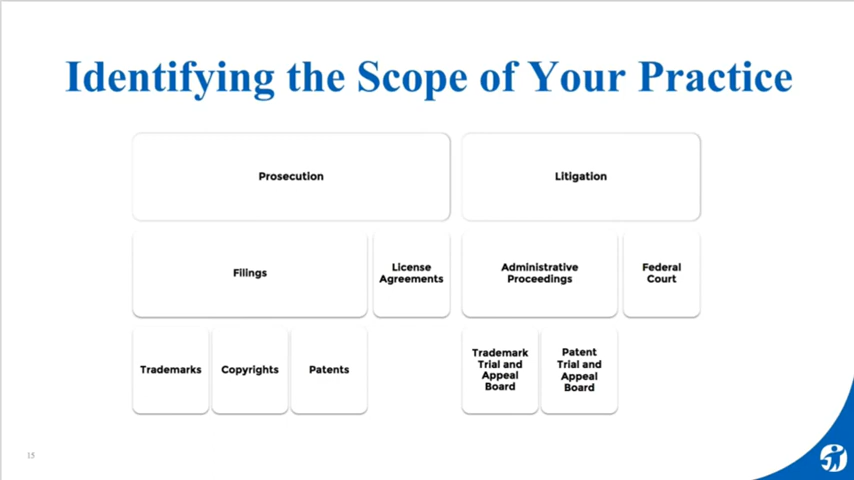 Identifying the Scope of Your Practice
Prosecution
Litigation
Filings
License
Agreements
Administrative
Proceedings
Federal
Court
Trademarks
Copyrights
Patents
Trademark
Trial and
Appeal
Board
Patent
Trial and
Appeal
Board
15